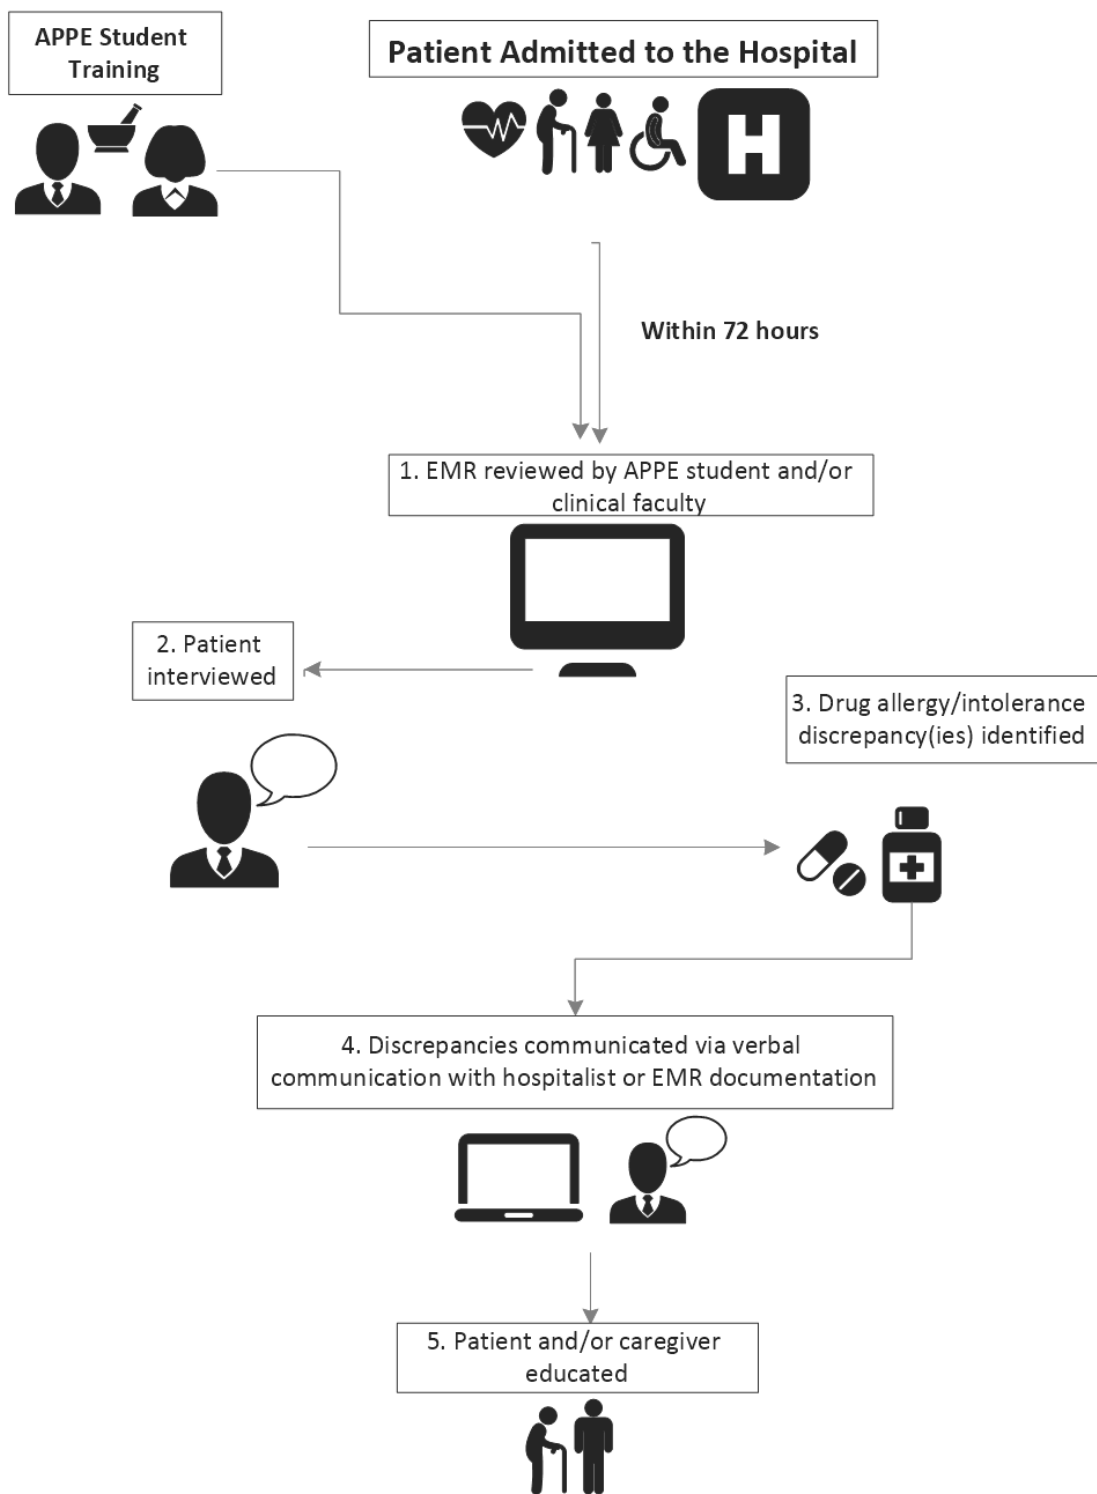 APPE Student
Training
Patient Admitted to the Hospital
H
Within 72 hours
1. EMR reviewed by APPE student and/or
clinical faculty
2. Patient
interviewed
3. Drug allergy/intolerance
discrepancy(ies) identified
4. Discrepancies communicated via verbal
communication with hospitalist or EMR documentation
5. Patient and/or caregiver
educated